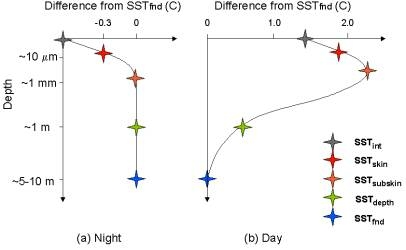 Difference from SSTfnd (C)
Difference from SSTfnd (C)
-0.3
0
0
1.0
2.0
~10 μm
~1 mm
Depth
~1 m
~5-10 m
SSTint
SSTskin
SSTsubskin
SSTdepth
SSTfnd
(a) Night
(b) Day